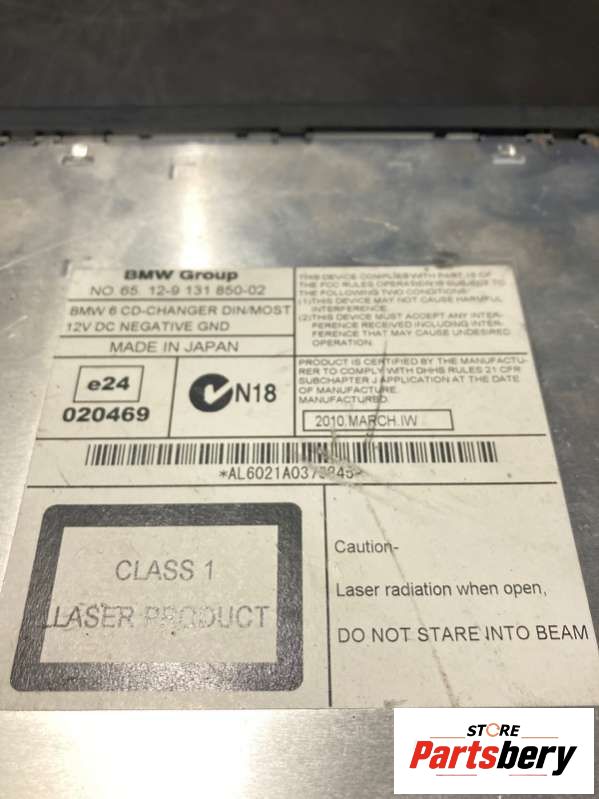 BMW Group
NO 65. 12-9 131 850-02
BMW 6 CD-CHANGER DIN/MOST
12V DC NEGATIVE GND
MADE IN JAPAN
THIS DEVICE COMPLIES WITH PART 15 OF
THE FCC RULES OPERATION IS SUBJECT TO
THE FOLLOWING TWO CONDITIONS:
(1)THIS DEVICE MAY NOT CAUSE HARMFUL
INTERFERENCE.
(2)THIS DEVICE MUST ACCEPT ANY INTER-
FERENCE RECEIVED INCLUDING INTER-
FERENCE THAT MAY CAUSE UNDESIRED
OPERATION.
e24
020469
N18
PRODUCT IS CERTIFIED BY THE MANUFACTU-
RER TO COMPLY WITH DHHS RULES 21 CFR
SUBCHAPTER J APPLICATION AT THE DATE
OF MANUFACTURE.
MANUFACTURED:
2010.MARCH.IW
CLASS 1
LASER PRODUCT
Caution-
Laser radiation when open,
DO NOT STARE INTO BEAM
STORE
Partsbery